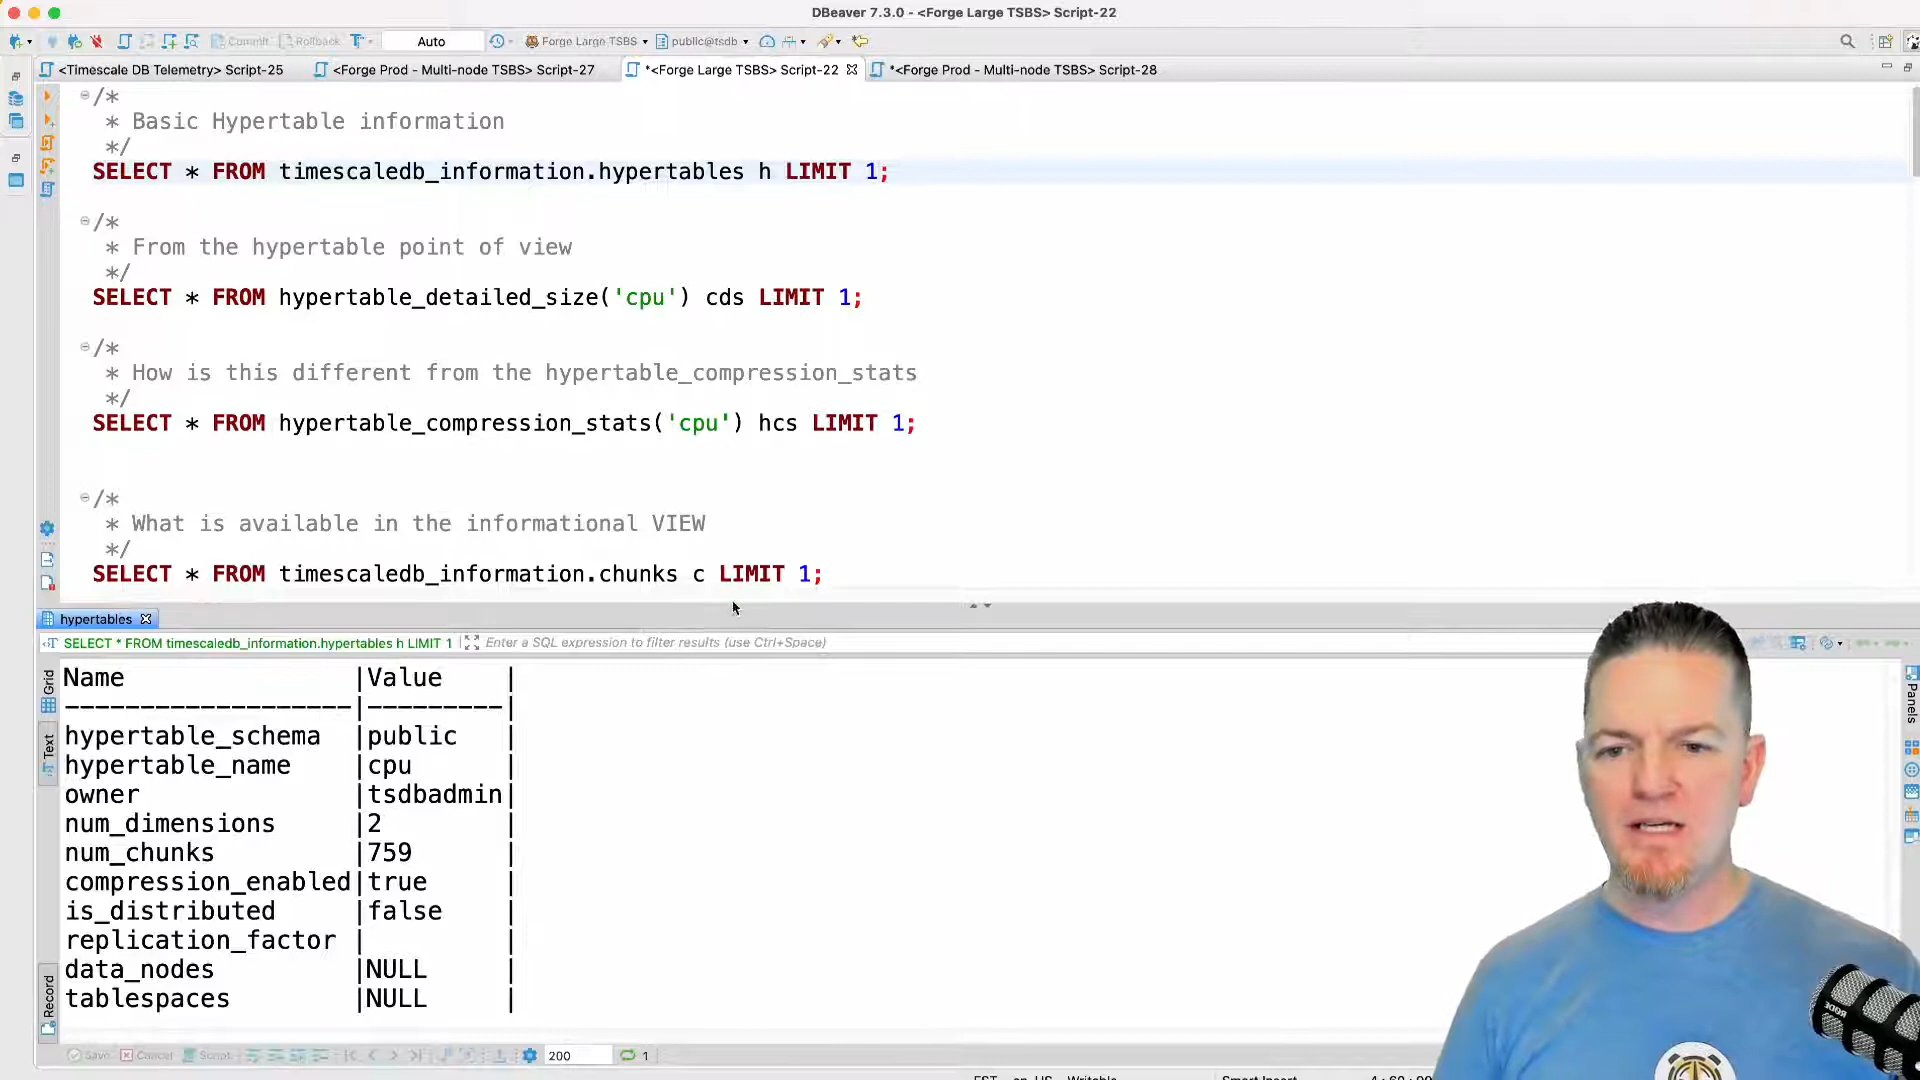 DBeaver 7.3.0 - <Forge Large TSBS> Script-22
Commit Rollback Auto Forge Large TSBS public@tsdb
<Timescale DB Telemetry> Script-25 <Forge Prod - Multi-node TSBS> Script-27 *<Forge Large TSBS> Script-22 *<Forge Prod - Multi-node TSBS> Script-28
/*
* Basic Hypertable information
*/
SELECT * FROM timescaledb_information.hypertables h LIMIT 1;
/*
* From the hypertable point of view
*/
SELECT * FROM hypertable_detailed_size('cpu') cds LIMIT 1;
/*
* How is this different from the hypertable_compression_stats
*/
SELECT * FROM hypertable_compression_stats('cpu') hcs LIMIT 1;
/*
* What is available in the informational VIEW
*/
SELECT * FROM timescaledb_information.chunks c LIMIT 1;
hypertables
SELECT * FROM timescaledb_information.hypertables h LIMIT 1 Enter a SQL expression to filter results (use Ctrl+Space)
Grid
Text
Record
Panels
Name |Value |
-------------------|---------|
hypertable_schema |public |
hypertable_name |cpu |
owner |tsdbadmin|
num_dimensions |2 |
num_chunks |759 |
compression_enabled|true |
is_distributed |false |
replication_factor | |
data_nodes |NULL |
tablespaces |NULL |
Save Cancel Script 200 1
RODE